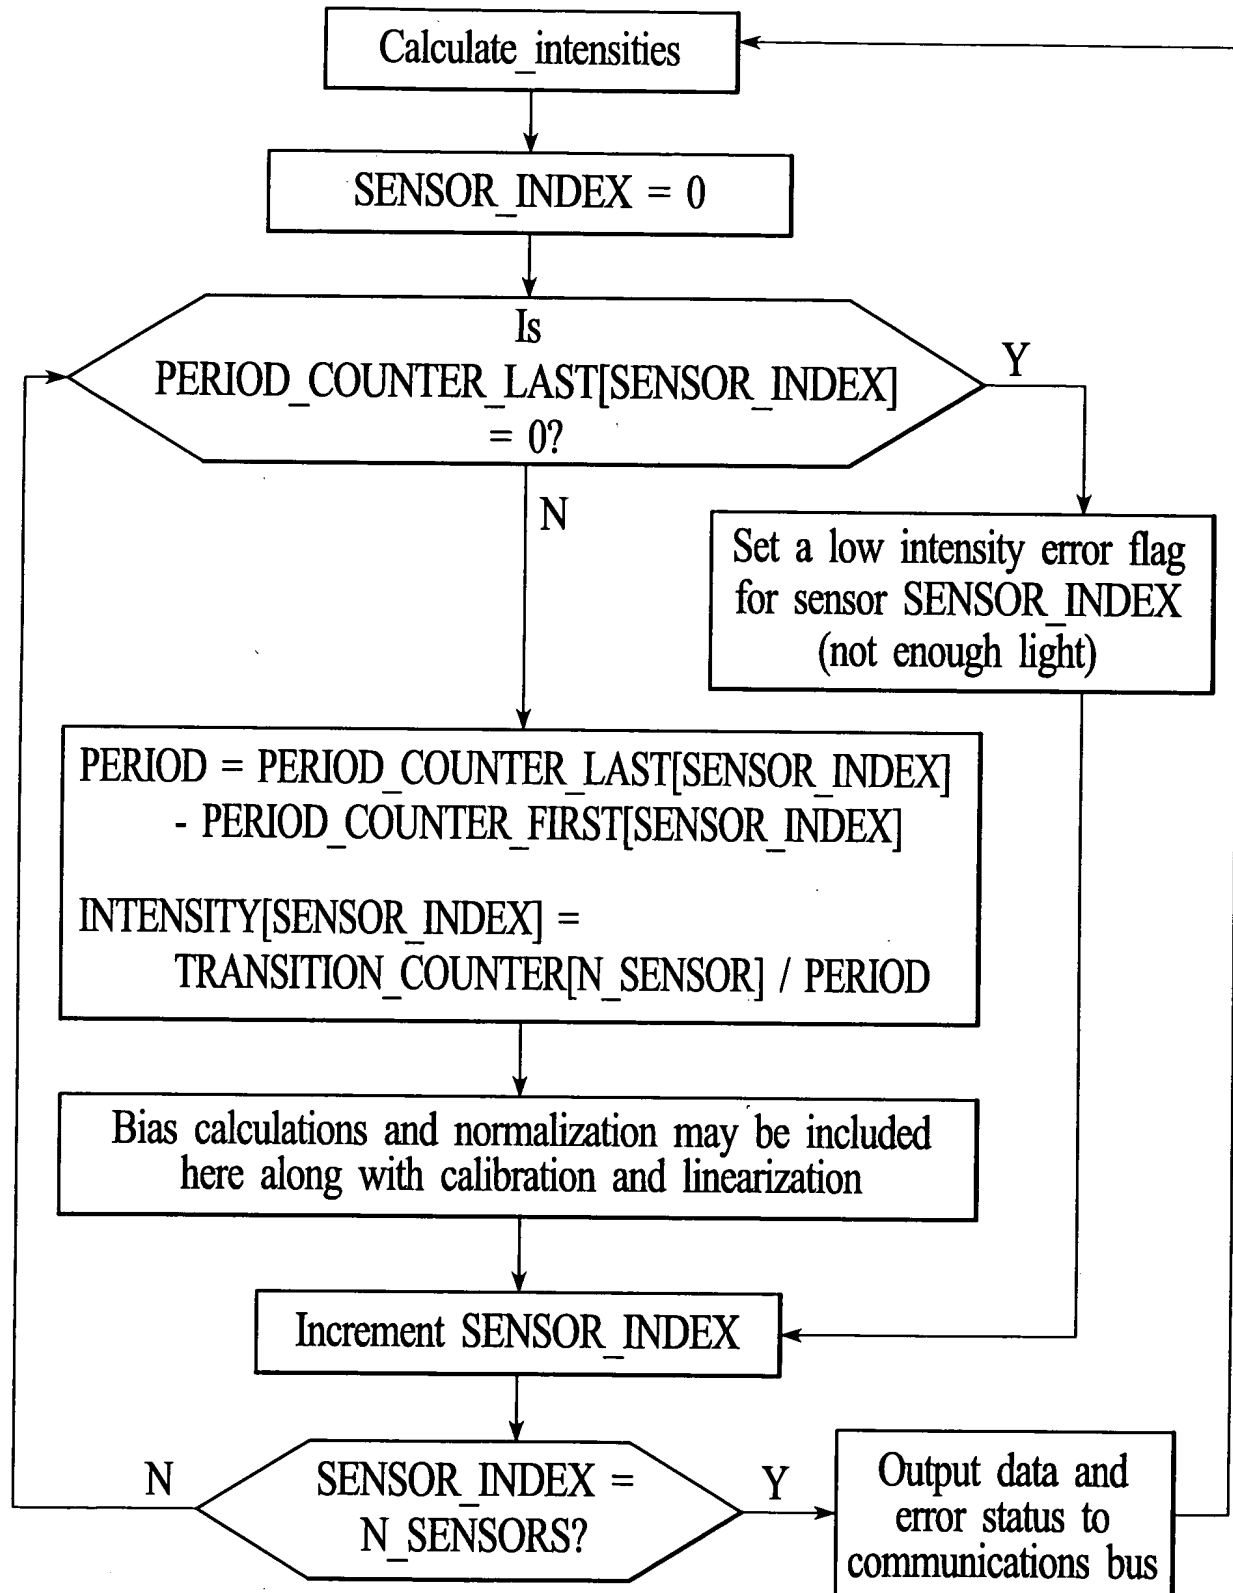 Calculate_intensities
SENSOR_INDEX = 0
Is
PERIOD_COUNTER_LAST[SENSOR_INDEX]
= 0?
Y
N
Set a low intensity error flag
for sensor SENSOR_INDEX
(not enough light)
PERIOD = PERIOD_COUNTER_LAST[SENSOR_INDEX]
- PERIOD_COUNTER_FIRST[SENSOR_INDEX]
INTENSITY[SENSOR_INDEX] =
TRANSITION_COUNTER[N_SENSOR] / PERIOD
Bias calculations and normalization may be included
here along with calibration and linearization
Increment SENSOR_INDEX
N
SENSOR_INDEX =
N_SENSORS?
Y
Output data and
error status to
communications bus